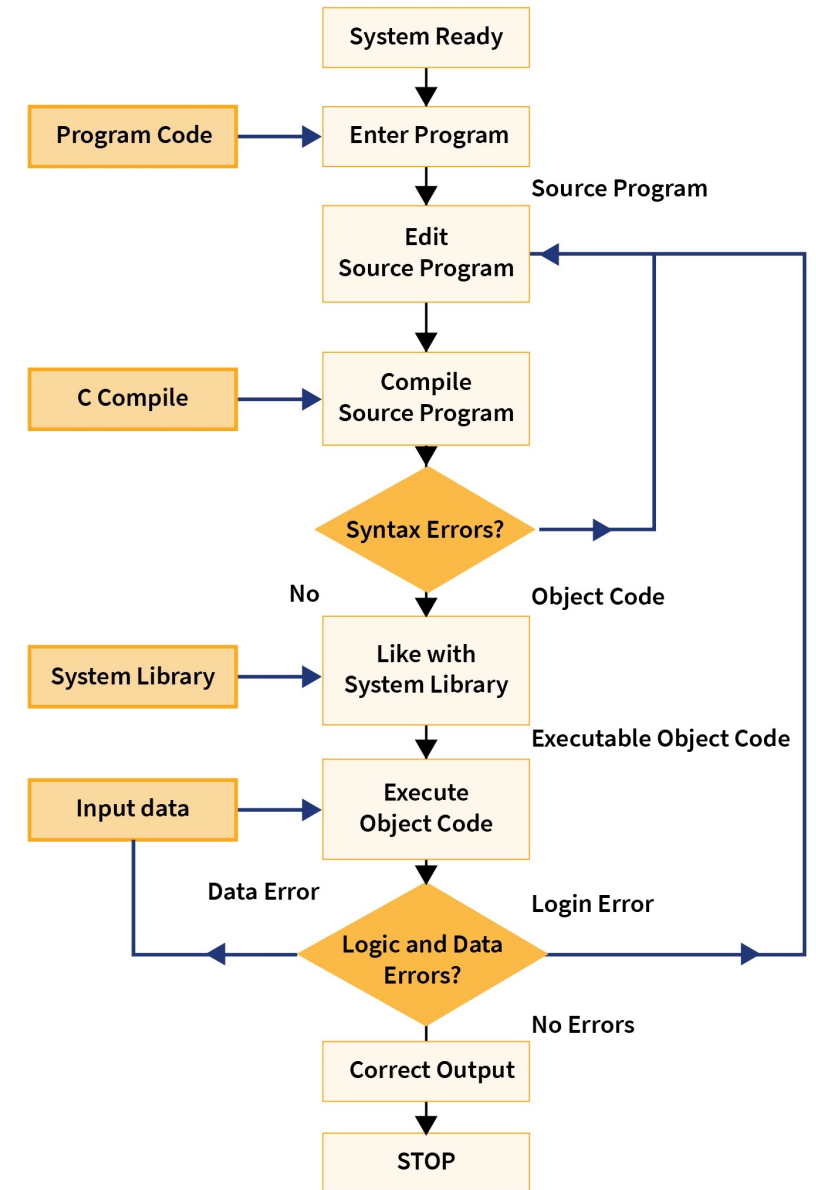 System Ready
Program Code
Enter Program
Source Program
Edit
Source Program
C Compile
Compile
Source Program
Syntax Errors?
No
Object Code
System Library
Like with
System Library
Executable Object Code
Input data
Execute
Object Code
Data Error
Login Error
Logic and Data
Errors?
No Errors
Correct Output
STOP